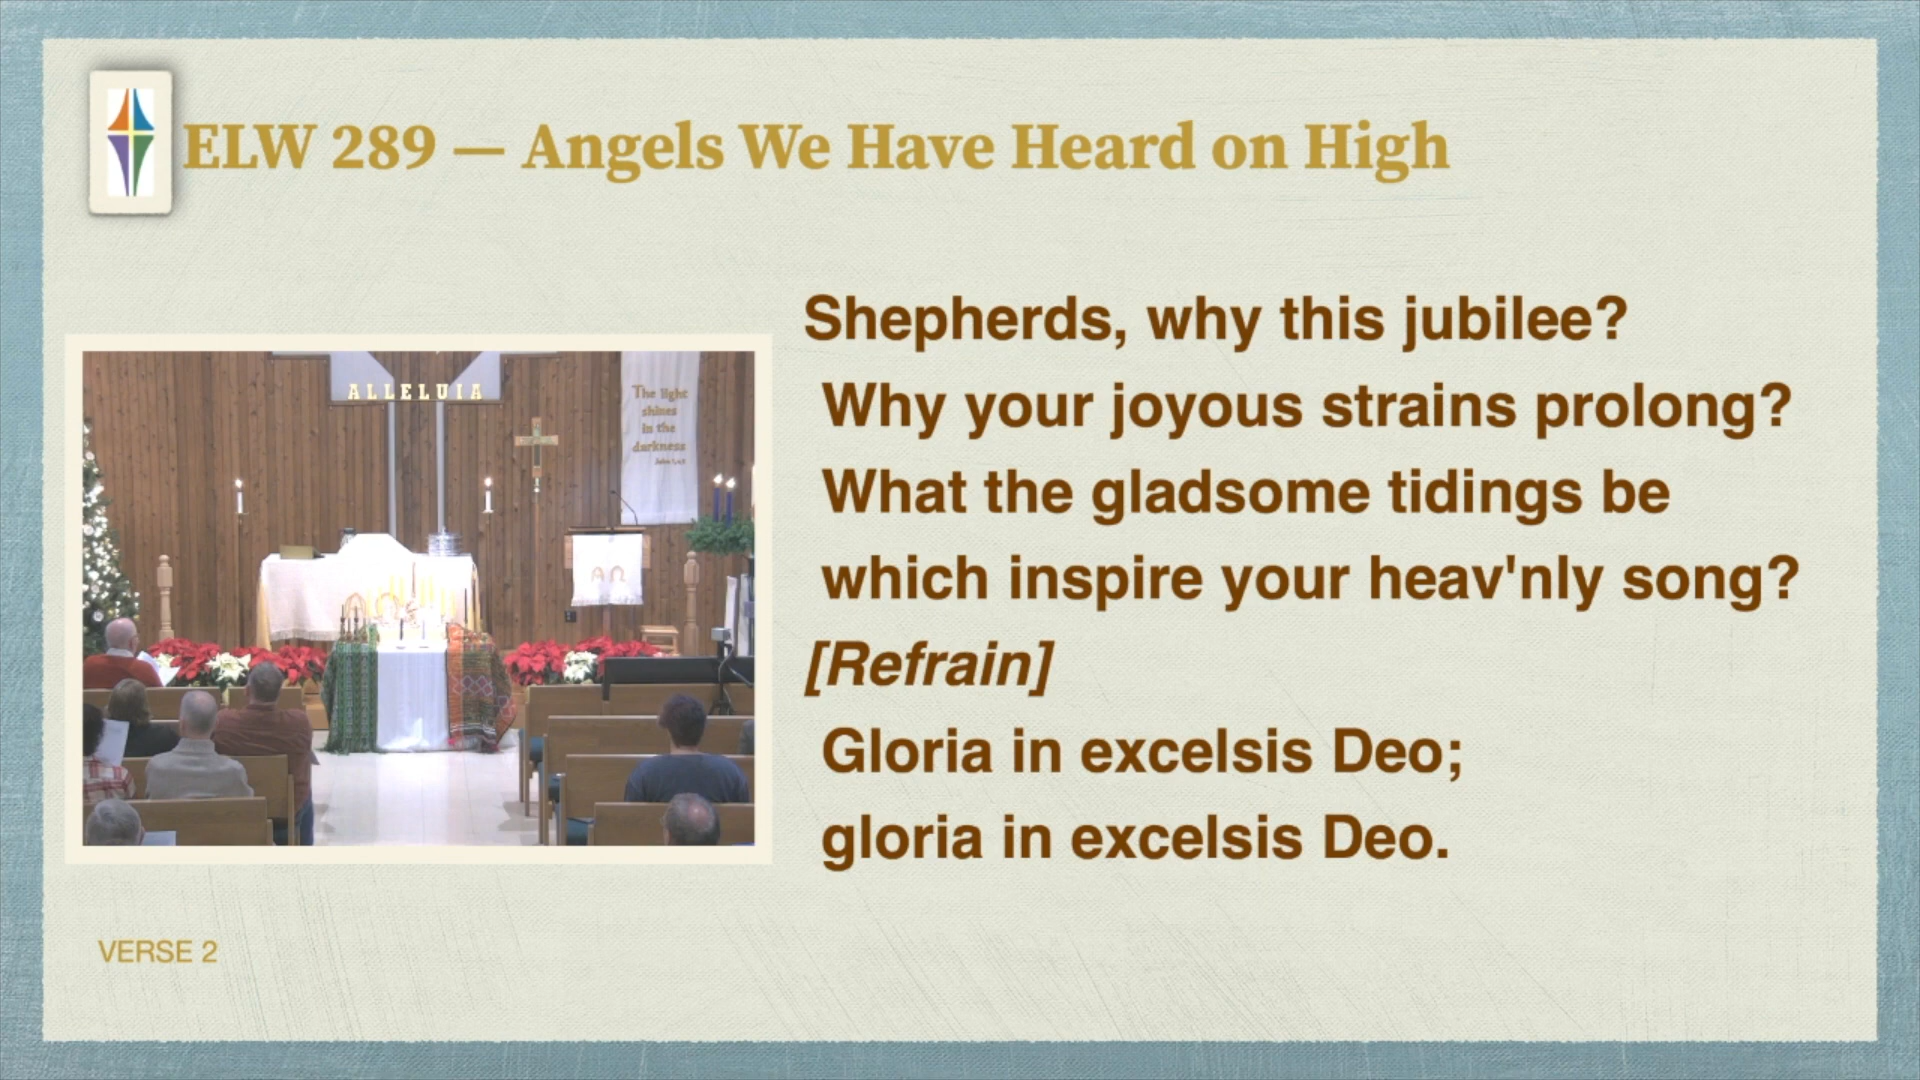 ELW 289 — Angels We Have Heard on High
ALLELUIA
The light
shines
in the
darkness
Shepherds, why this jubilee?
Why your joyous strains prolong?
What the gladsome tidings be
which inspire your heav'nly song?
[Refrain]
Gloria in excelsis Deo;
gloria in excelsis Deo.
VERSE 2